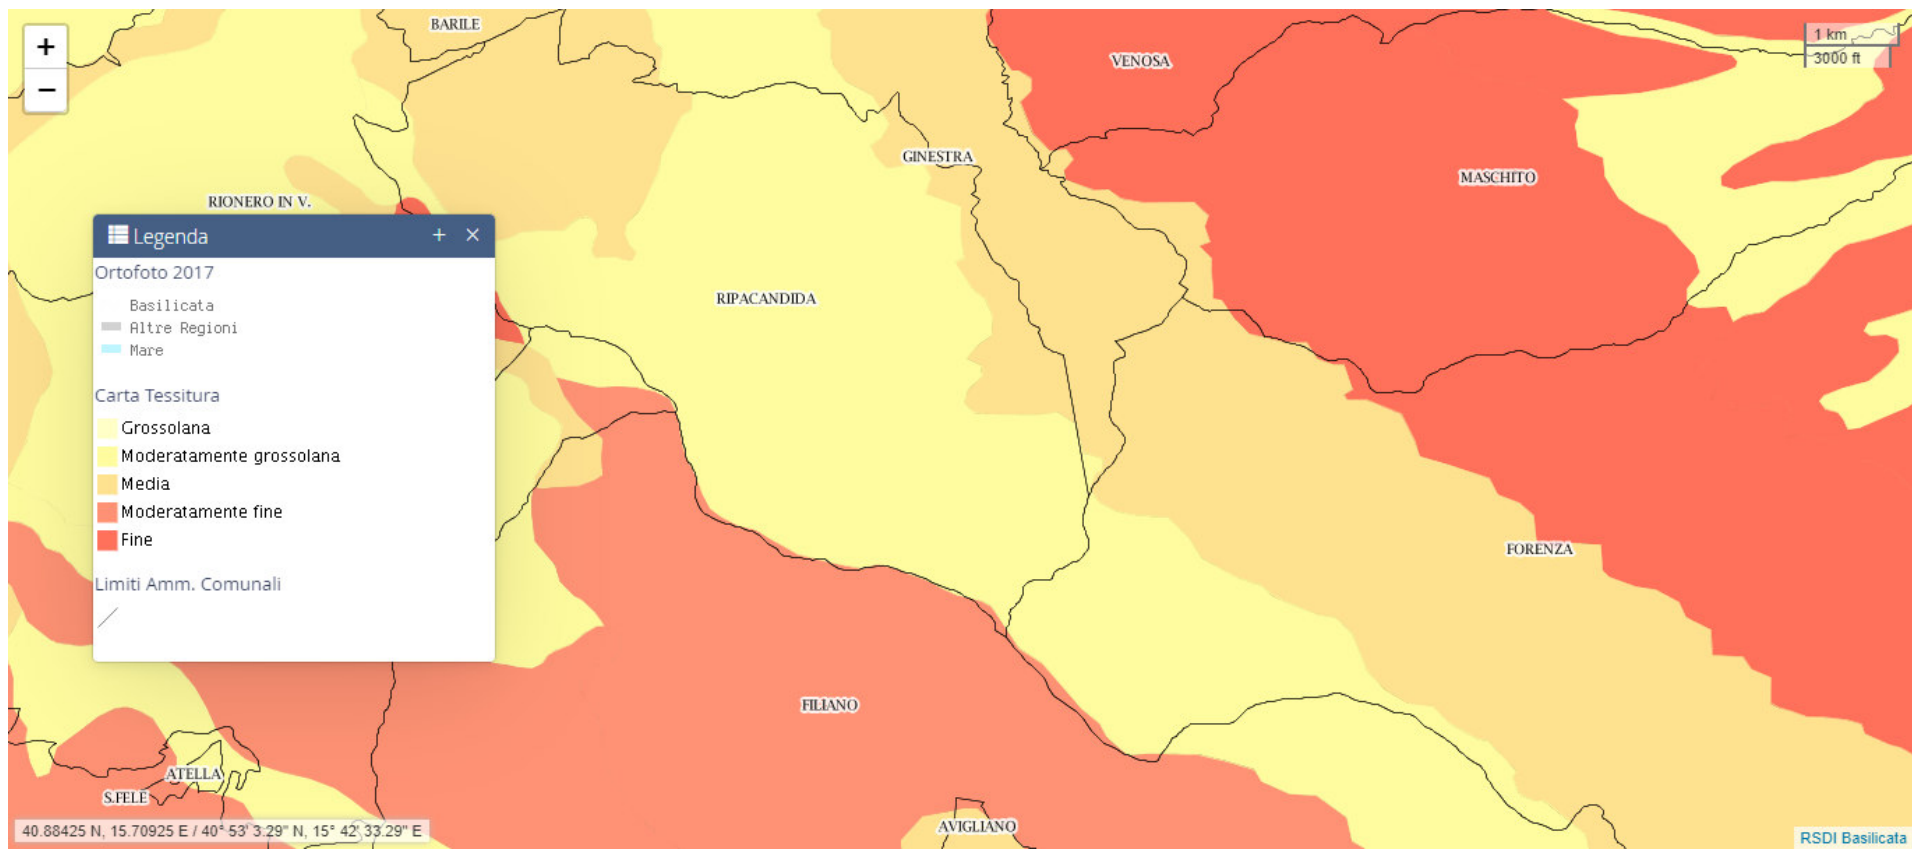 BARILE
+
1 km
3000 ft
VENOSA
−
GINESTRA
MASCHITO
RIONERO IN V.
Legenda + ×
Ortofoto 2017
Basilicata
Altre Regioni
Mare
RIPACANDIDA
Carta Tessitura
Grossolana
Moderatamente grossolana
Media
Moderatamente fine
Fine
FORENZA
Limiti Amm. Comunali
FILIANO
ATELLA
S.FELE
AVIGLIANO
40.88425 N, 15.70925 E / 40° 53' 3.29" N, 15° 42' 33.29" E
RSDI Basilicata